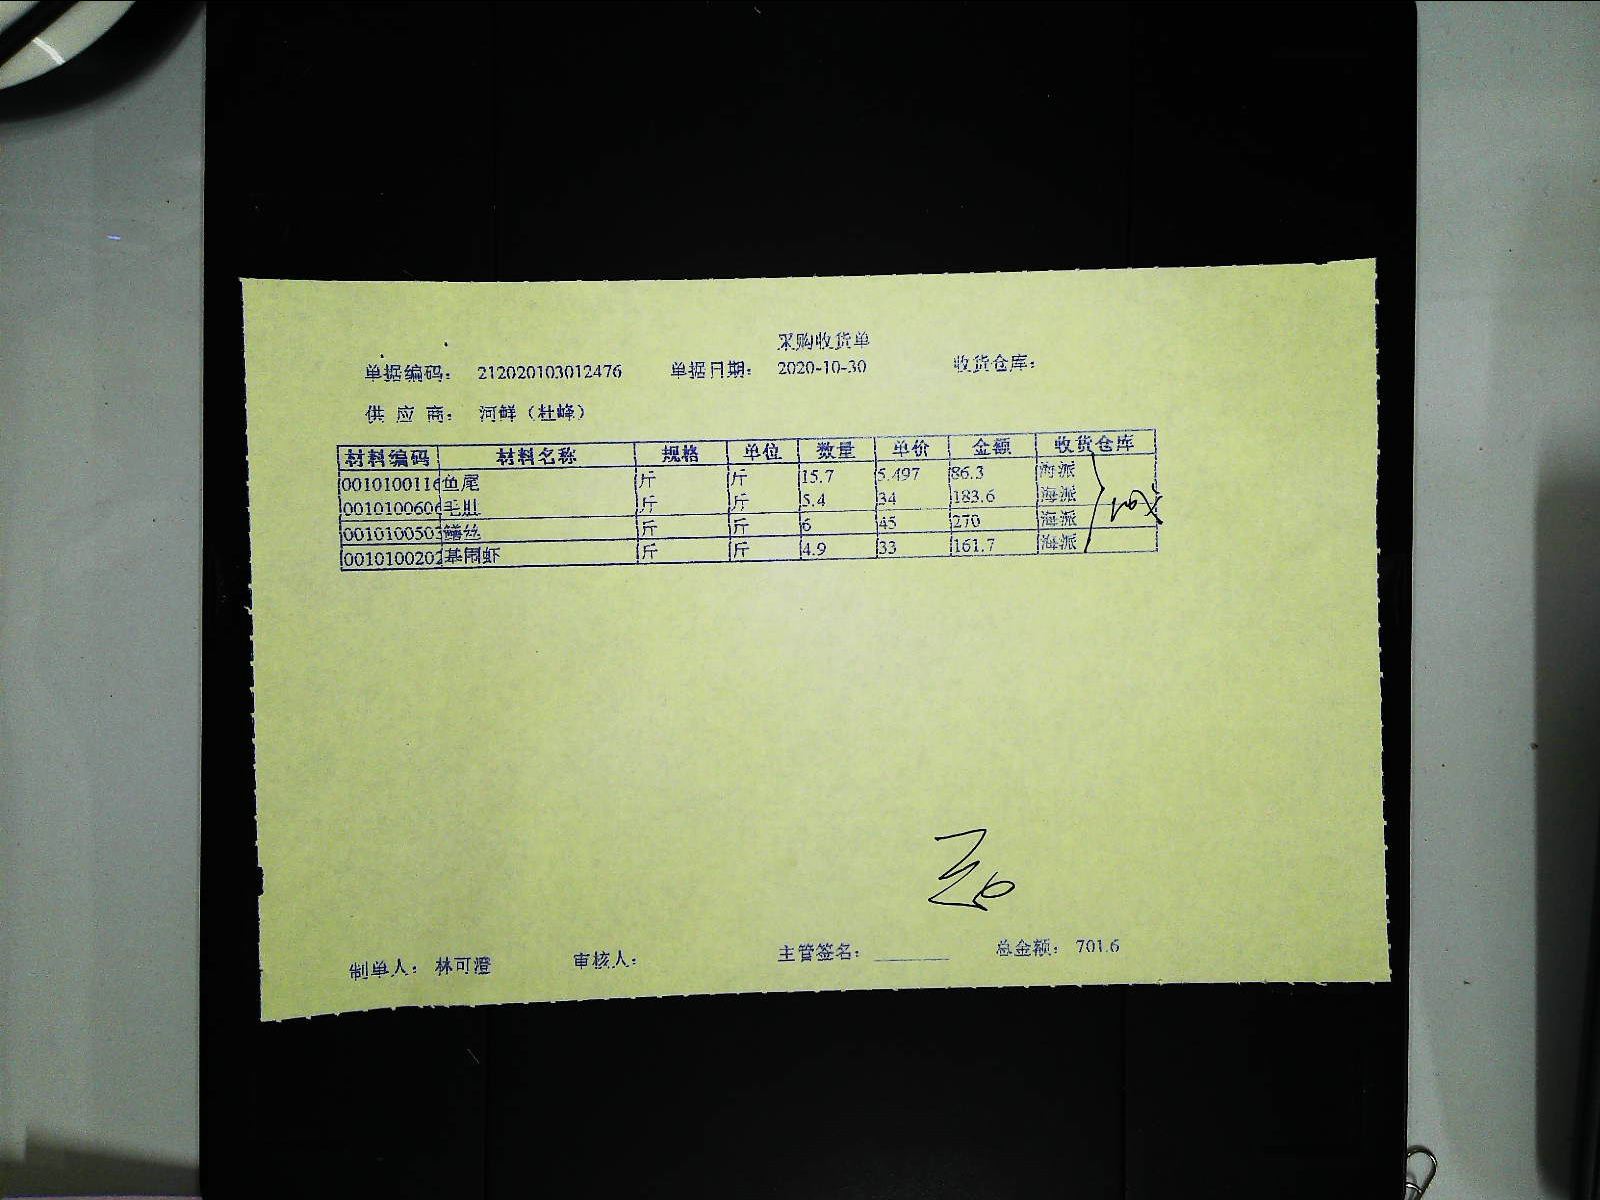 采购收货单
单据编码： 212020103012476 单据日期： 2020-10-30 收货仓库：
供 应 商： 河鲜（杜峰）
材料编码 材料名称 规格 单位 数量 单价 金额 收货仓库
0010100116 鱼尾 斤 斤 15.7 5.497 86.3 海派
0010100606 毛肚 斤 斤 5.4 34 183.6 海派
001010050 鳝丝 斤 斤 6 45 270 海派
0010100202 基围虾 斤 斤 4.9 33 161.7 海派
制单人： 林可澄 审核人： 主管签名： 总金额： 701.6